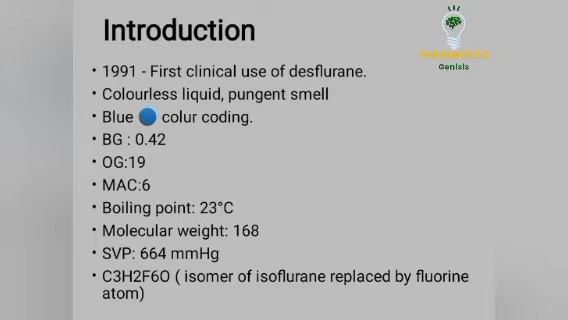 Introduction
• 1991 - First clinical use of desflurane.
• Colourless liquid, pungent smell
• Blue 🔵 colur coding.
• BG : 0.42
• OG:19
• MAC:6
• Boiling point: 23°C
• Molecular weight: 168
• SVP: 664 mmHg
• C3H2F6O ( isomer of isoflurane replaced by fluorine
atom)
Genisis